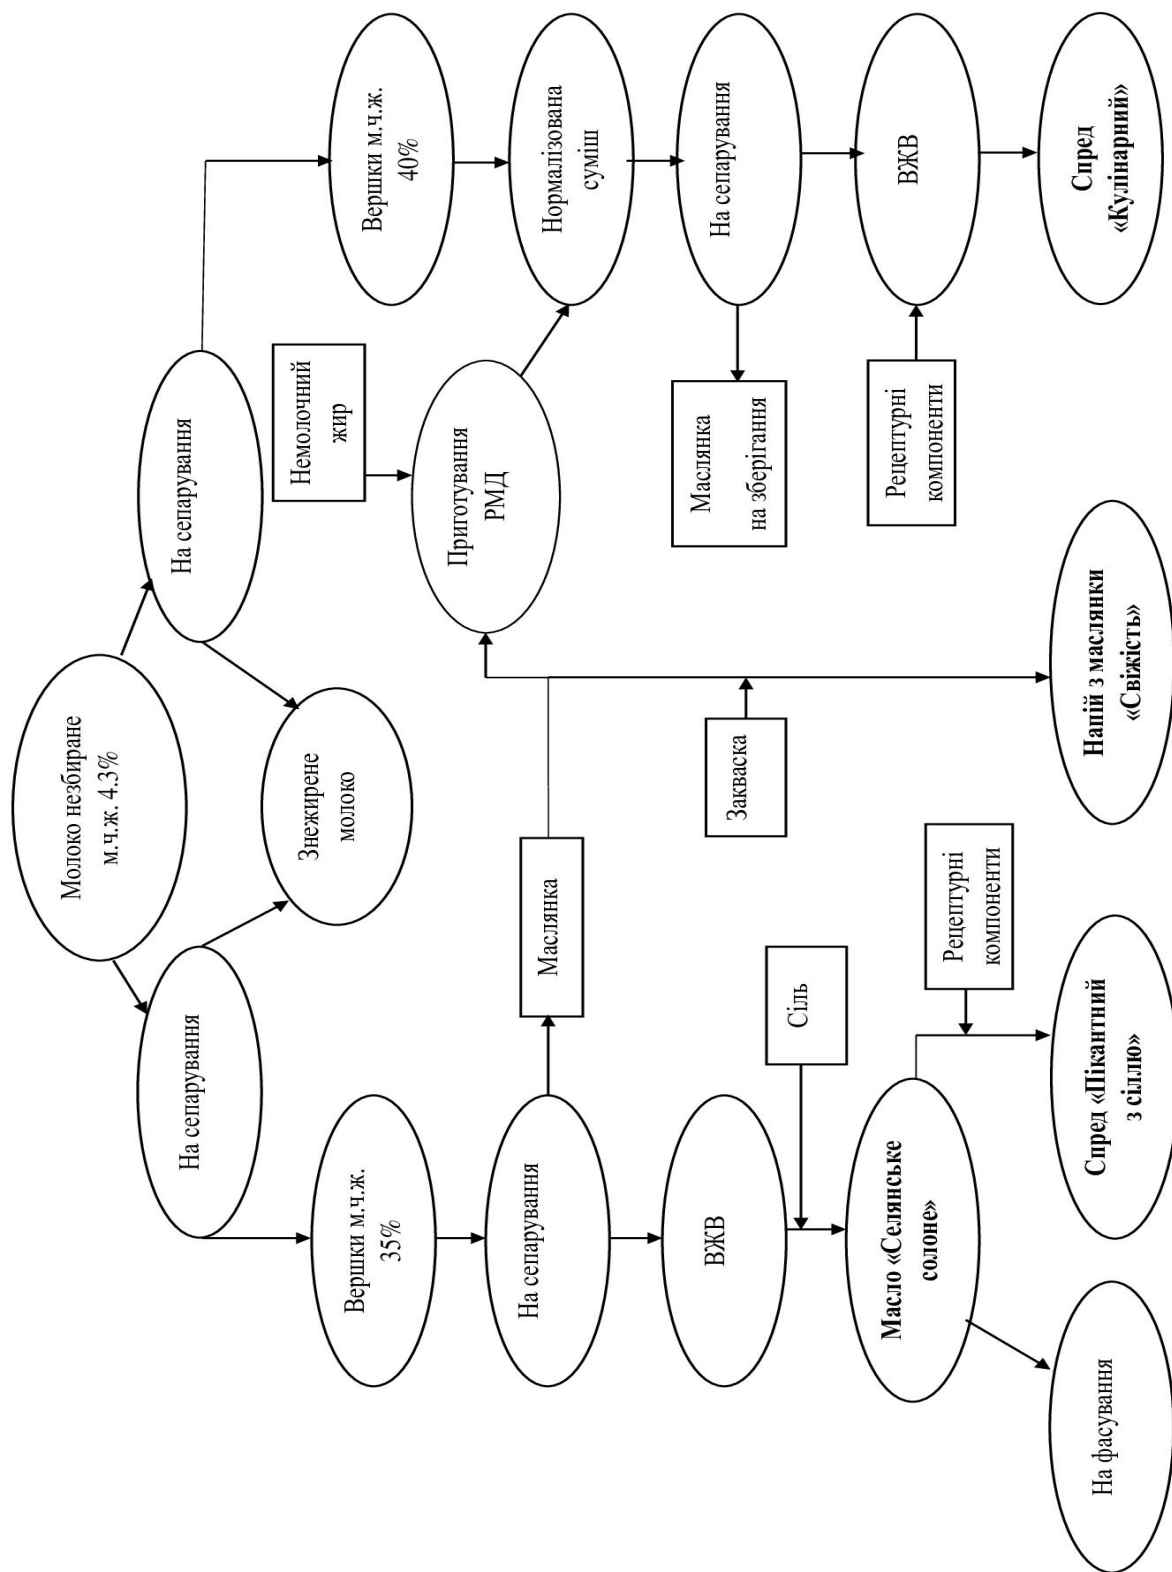 Молоко незбиране
м.ч.ж. 4.3%
На сепарування
На сепарування
Знежирене
молоко
Вершки м.ч.ж.
35%
Немолочний
жир
Вершки м.ч.ж.
40%
На сепарування
Маслянка
Приготування
РМД
Нормалізована
суміш
ВЖВ
Закваска
Маслянка
на зберігання
На сепарування
Сіль
Масло «Селянське
солоне»
Рецептурні
компоненти
Рецептурні
компоненти
ВЖВ
На фасування
Спред «Пікантний
з сіллю»
Напій з маслянки
«Свіжість»
Спред
«Кулінарний»